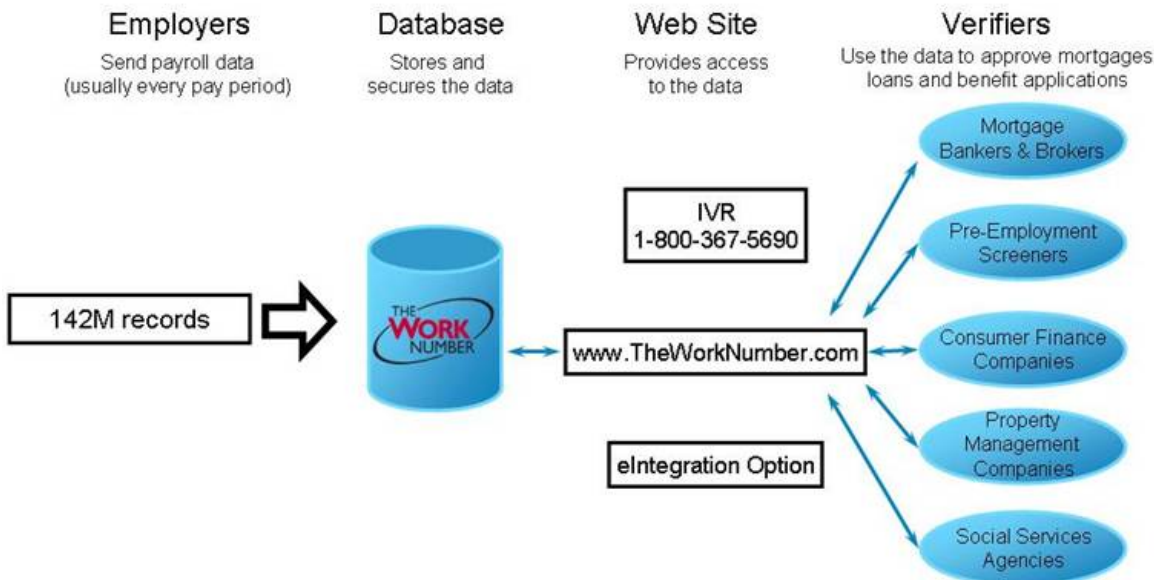 Employers
Send payroll data
(usually every pay period)
Database
Stores and
secures the data
Web Site
Provides access
to the data
Verifiers
Use the data to approve mortgages
loans and benefit applications
142M records
THE
WORK
NUMBER
IVR
1-800-367-5690
www.TheWorkNumber.com
eIntegration Option
Mortgage
Bankers & Brokers
Pre-Employment
Screeners
Consumer Finance
Companies
Property
Management
Companies
Social Services
Agencies